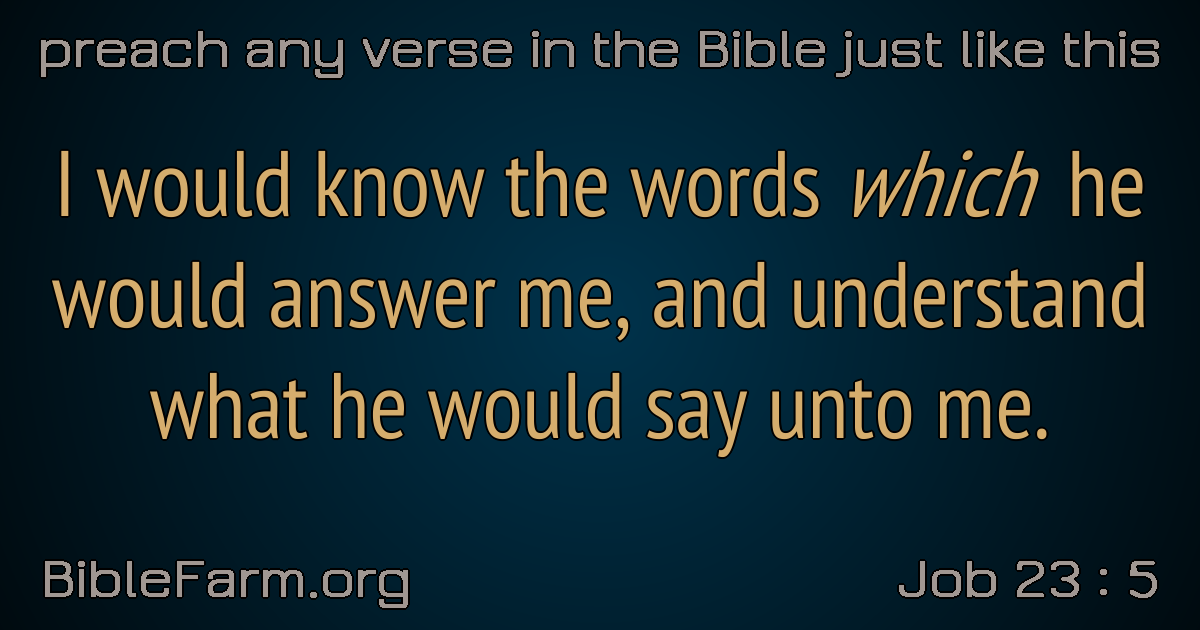 preach any verse in the Bible just like this
I would know the words which he
would answer me, and understand
what he would say unto me.
BibleFarm.org
Job 23 : 5